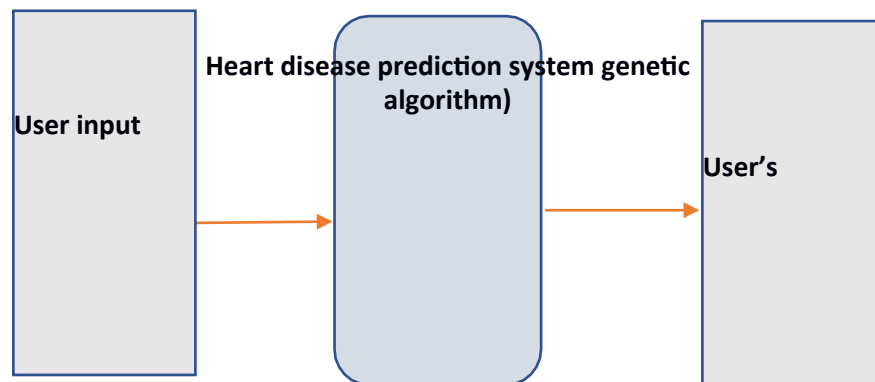 Heart disease prediction system genetic
algorithm)
User input
User’s